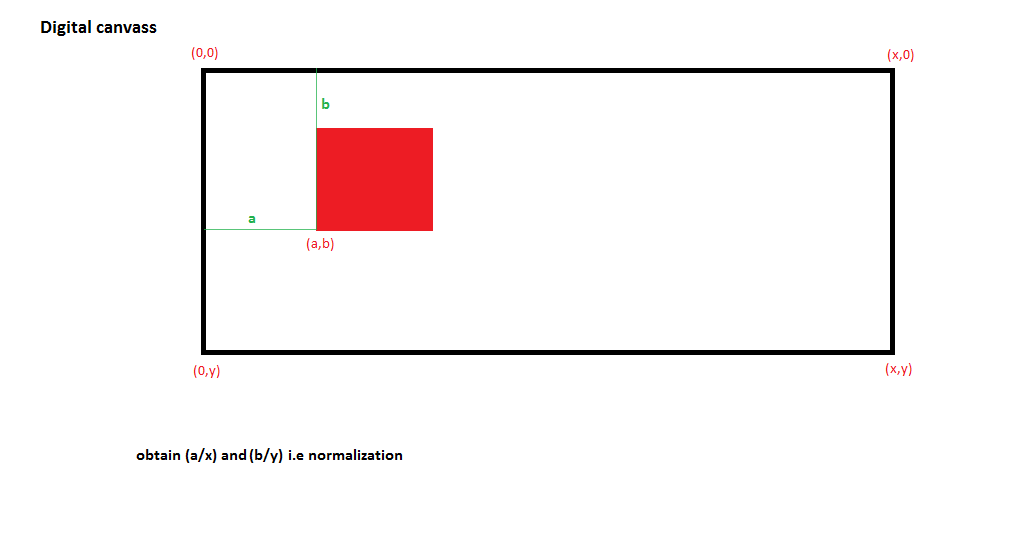 Digital canvass
(0,0)
(x,0)
b
a
(a,b)
(0,y)
(x,y)
obtain (a/x) and (b/y) i.e normalization